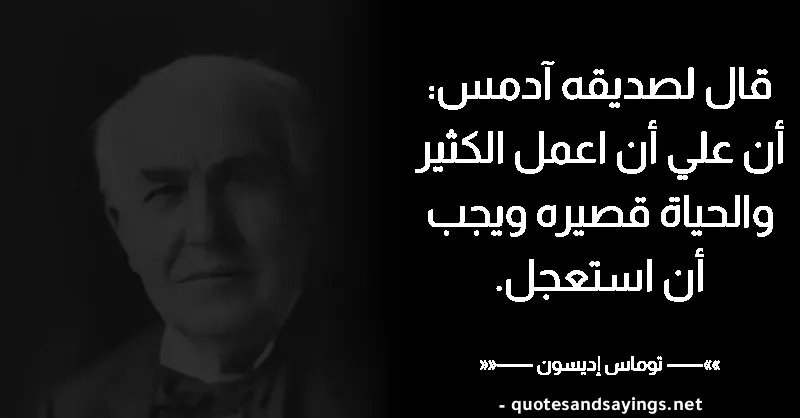 قال لصديقه آدمس:
أن علي أن اعمل الكثير
والحياة قصيره ويجب
أن استعجل.
»»—— توماس إديسون ——««
- quotesandsayings.net